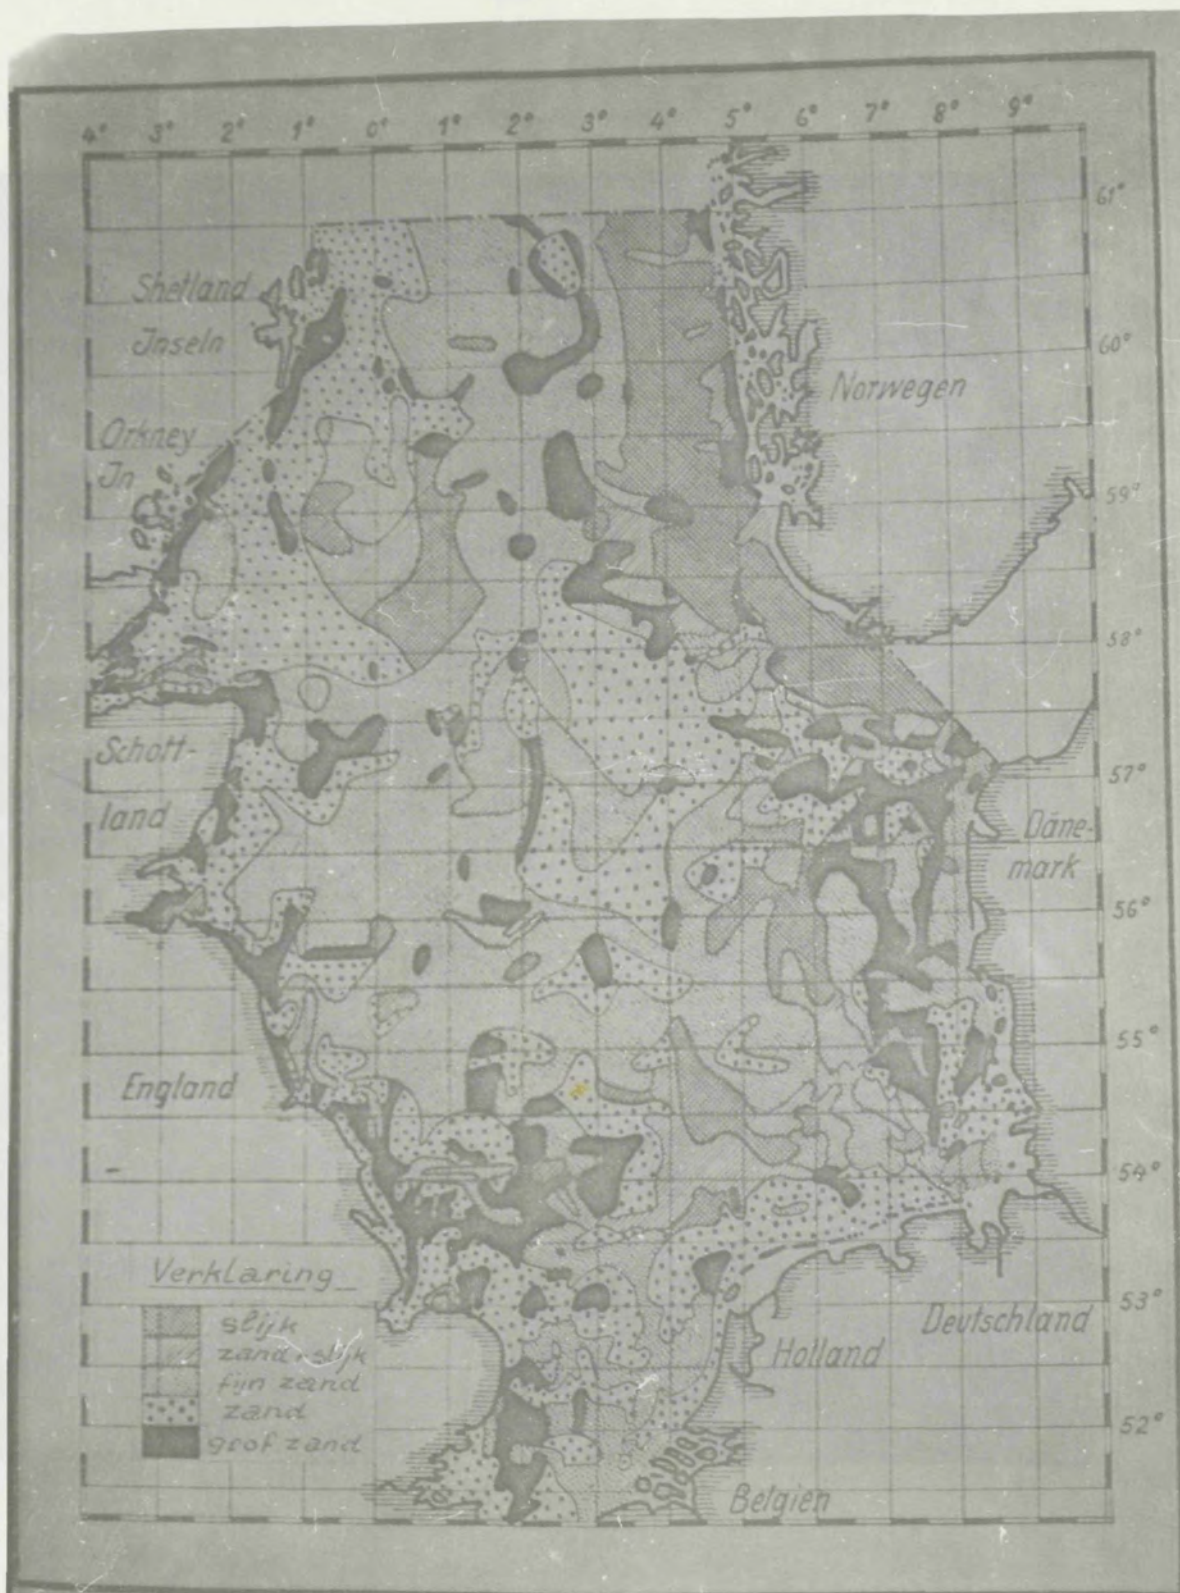 4° 3° 2° 1° 0° 1° 2° 3° 4° 5° 6° 7° 8° 9°
61°
Shetland
Jnseln
60°
Norwegen
Orkney
Jn
59°
58°
Schott-
land
57°
Däne-
mark
56°
55°
England
54°
Verklaring
slijk
zand-slijk
fijn zand
zand
grof zand
53°
Deutschland
Holland
52°
Belgien